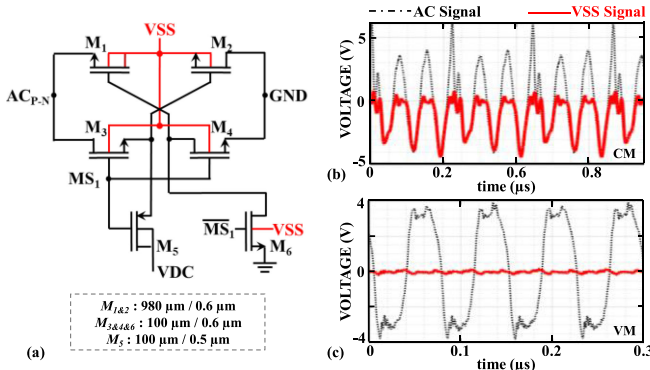 (a)
VSS
M1
M2
ACP-N
GND
M3
M4
MS1
MS1
VSS
M5
M6
VDC
M1&2 : 980 µm / 0.6 µm
M3&4&6 : 100 µm / 0.6 µm
M5 : 100 µm / 0.5 µm
(a)
AC Signal
VSS Signal
VOLTAGE (V)
5
0
-5
0
0.2
0.4
0.6
0.8
CM
(b)
time (µs)
VOLTAGE (V)
4
0
-4
0
0.1
0.2
0.3
VM
(c)
time (µs)